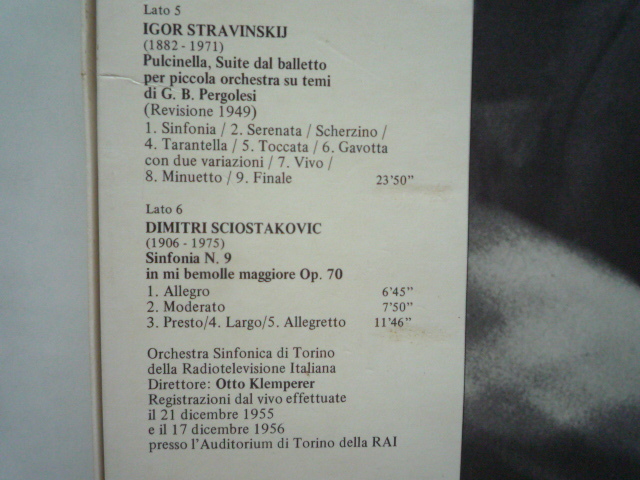 Lato 5
IGOR STRAVINSKIJ
(1882 - 1971)
Pulcinella, Suite dal balletto
per piccola orchestra su temi
di G. B. Pergolesi
(Revisione 1949)
1. Sinfonia / 2. Serenata / Scherzino /
4. Tarantella / 5. Toccata / 6. Gavotta
con due variazioni / 7. Vivo /
8. Minuetto / 9. Finale 23'50"
Lato 6
DIMITRI SCIOSTAKOVIC
(1906 - 1975)
Sinfonia N. 9
in mi bemolle maggiore Op. 70
1. Allegro 6'45"
2. Moderato 7'50"
3. Presto/4. Largo/5. Allegretto 11'46"
Orchestra Sinfonica di Torino
della Radiotelevisione Italiana
Direttore: Otto Klemperer
Registrazioni dal vivo effettuate
il 21 dicembre 1955
e il 17 dicembre 1956
presso l'Auditorium di Torino della RAI